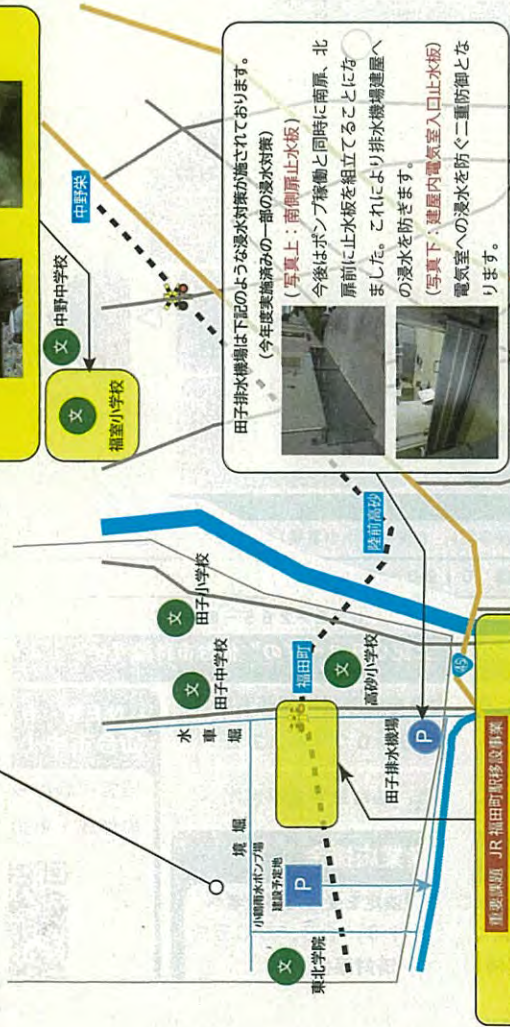 中野栄
文
中野中学校
文
福室小学校
田子排水機場は下記のような浸水対策が施されております。
(今年度実施済みの一部の浸水対策)
(写真上:南側扉止水板)
今後はポンプ稼働と同時に南扉、北
扉前に止水板を組立てることにな
ました。これにより排水機場建屋へ
の浸水を防ぎます。
(写真下:建屋内電気室入口止水板)
電気室への浸水を防ぐ二重防御とな
ります。
陸前高砂
文
田子小学校
文
田子中学校
福田町
文
高砂小学校
水車堀
境堀
小鶴雨水ポンプ場
建設予定地
P
田子排水機場
P
45
文
東北学院
重要課題 JR福田町駅移設事業